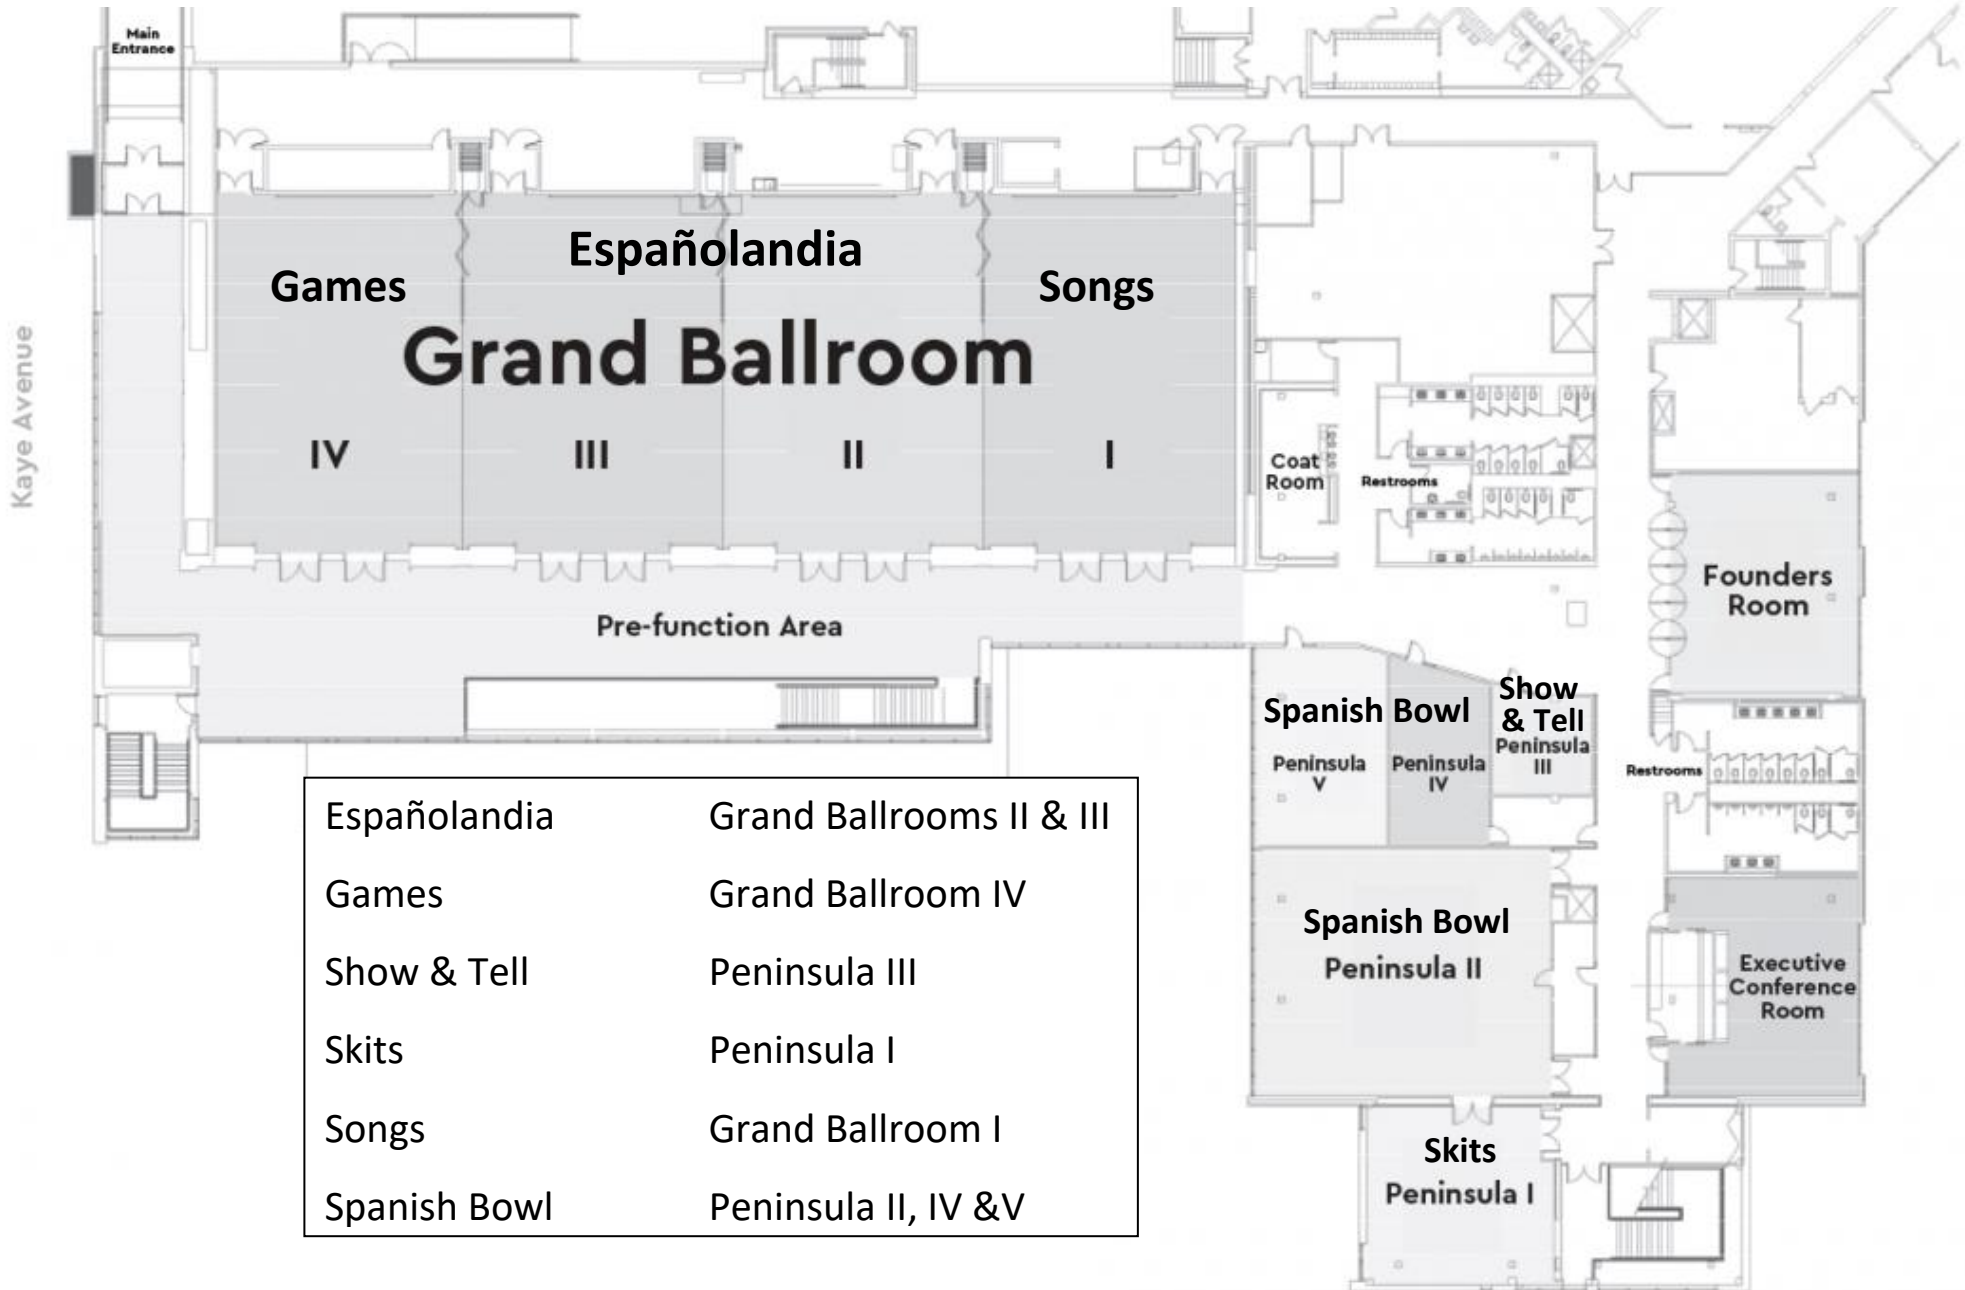 Main
Entrance
Kaye Avenue
Españolandia
Games
Songs
Grand Ballroom
IV
III
II
I
Coat
Room
Restrooms
Founders
Room
Pre-function Area
Spanish Bowl
Show
& Tell
Peninsula
V
Peninsula
IV
Peninsula
III
Restrooms
Españolandia Grand Ballrooms II & III
Games Grand Ballroom IV
Show & Tell Peninsula III
Skits Peninsula I
Songs Grand Ballroom I
Spanish Bowl Peninsula II, IV &V
Spanish Bowl
Peninsula II
Executive
Conference
Room
Skits
Peninsula I